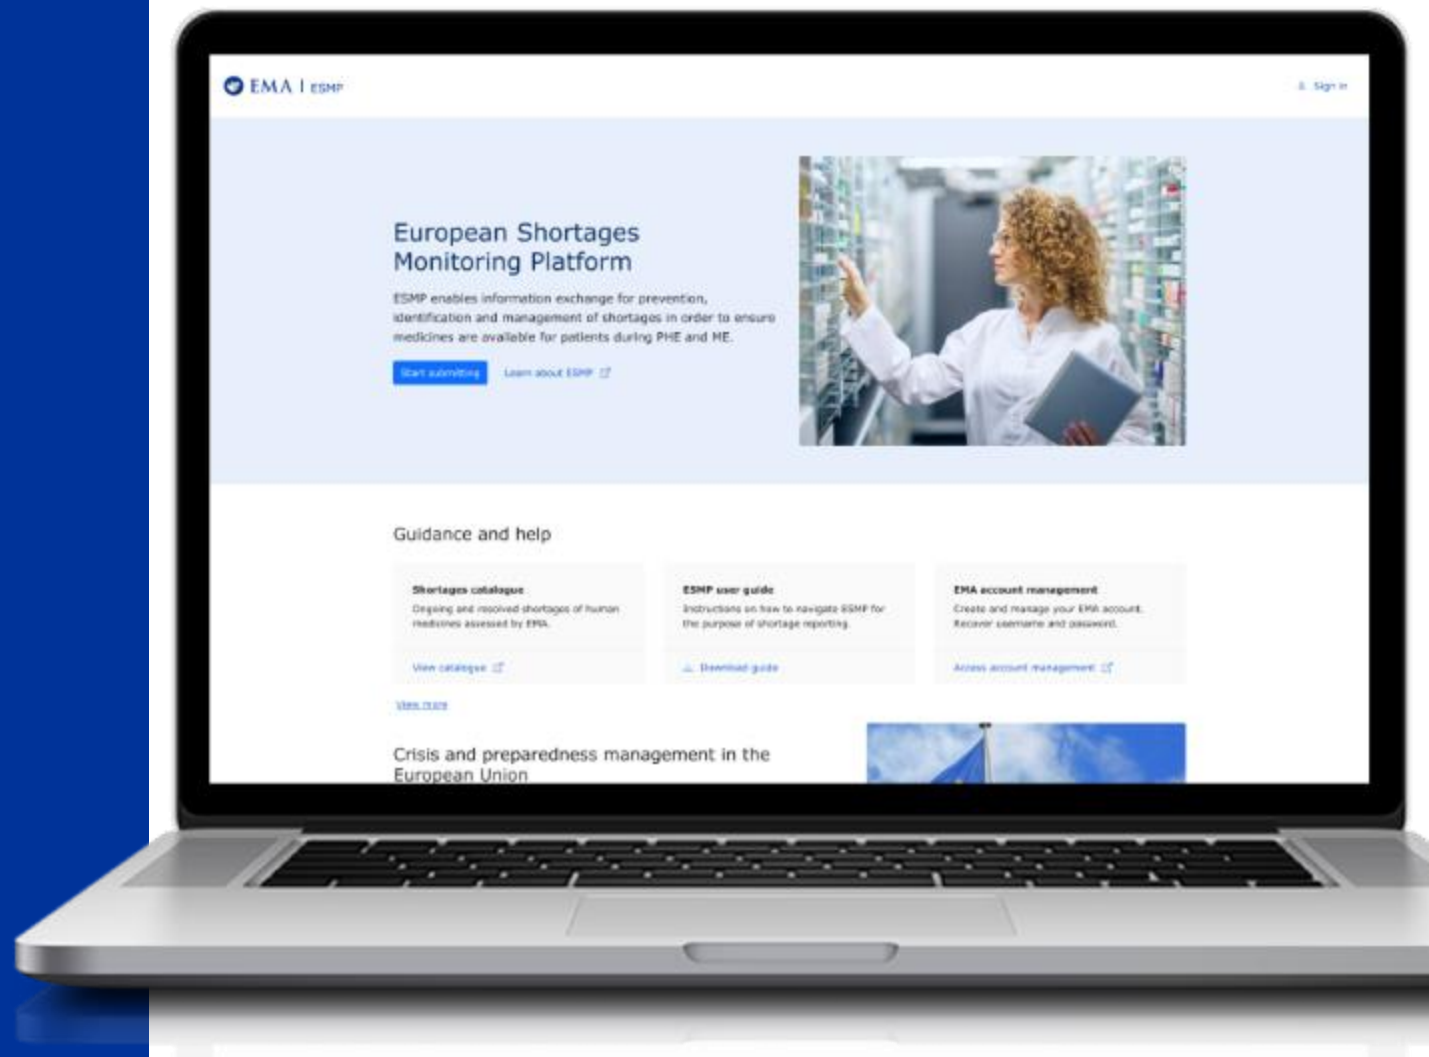 EMA | ESMP
Sign in
European Shortages
Monitoring Platform
ESMP enables information exchange for prevention,
identification and management of shortages in order to ensure
medicines are available for patients during PHE and ME.
Start submitting
Learn about ESMP
Guidance and help
Shortages catalogue
Ongoing and resolved shortages of human
medicines assessed by EMA.
View catalogue
ESMP user guide
Instructions on how to navigate ESMP for
the purpose of shortage reporting.
Download guide
EMA account management
Create and manage your EMA account.
Recover username and password.
Access account management
View more
Crisis and preparedness management in the
European Union